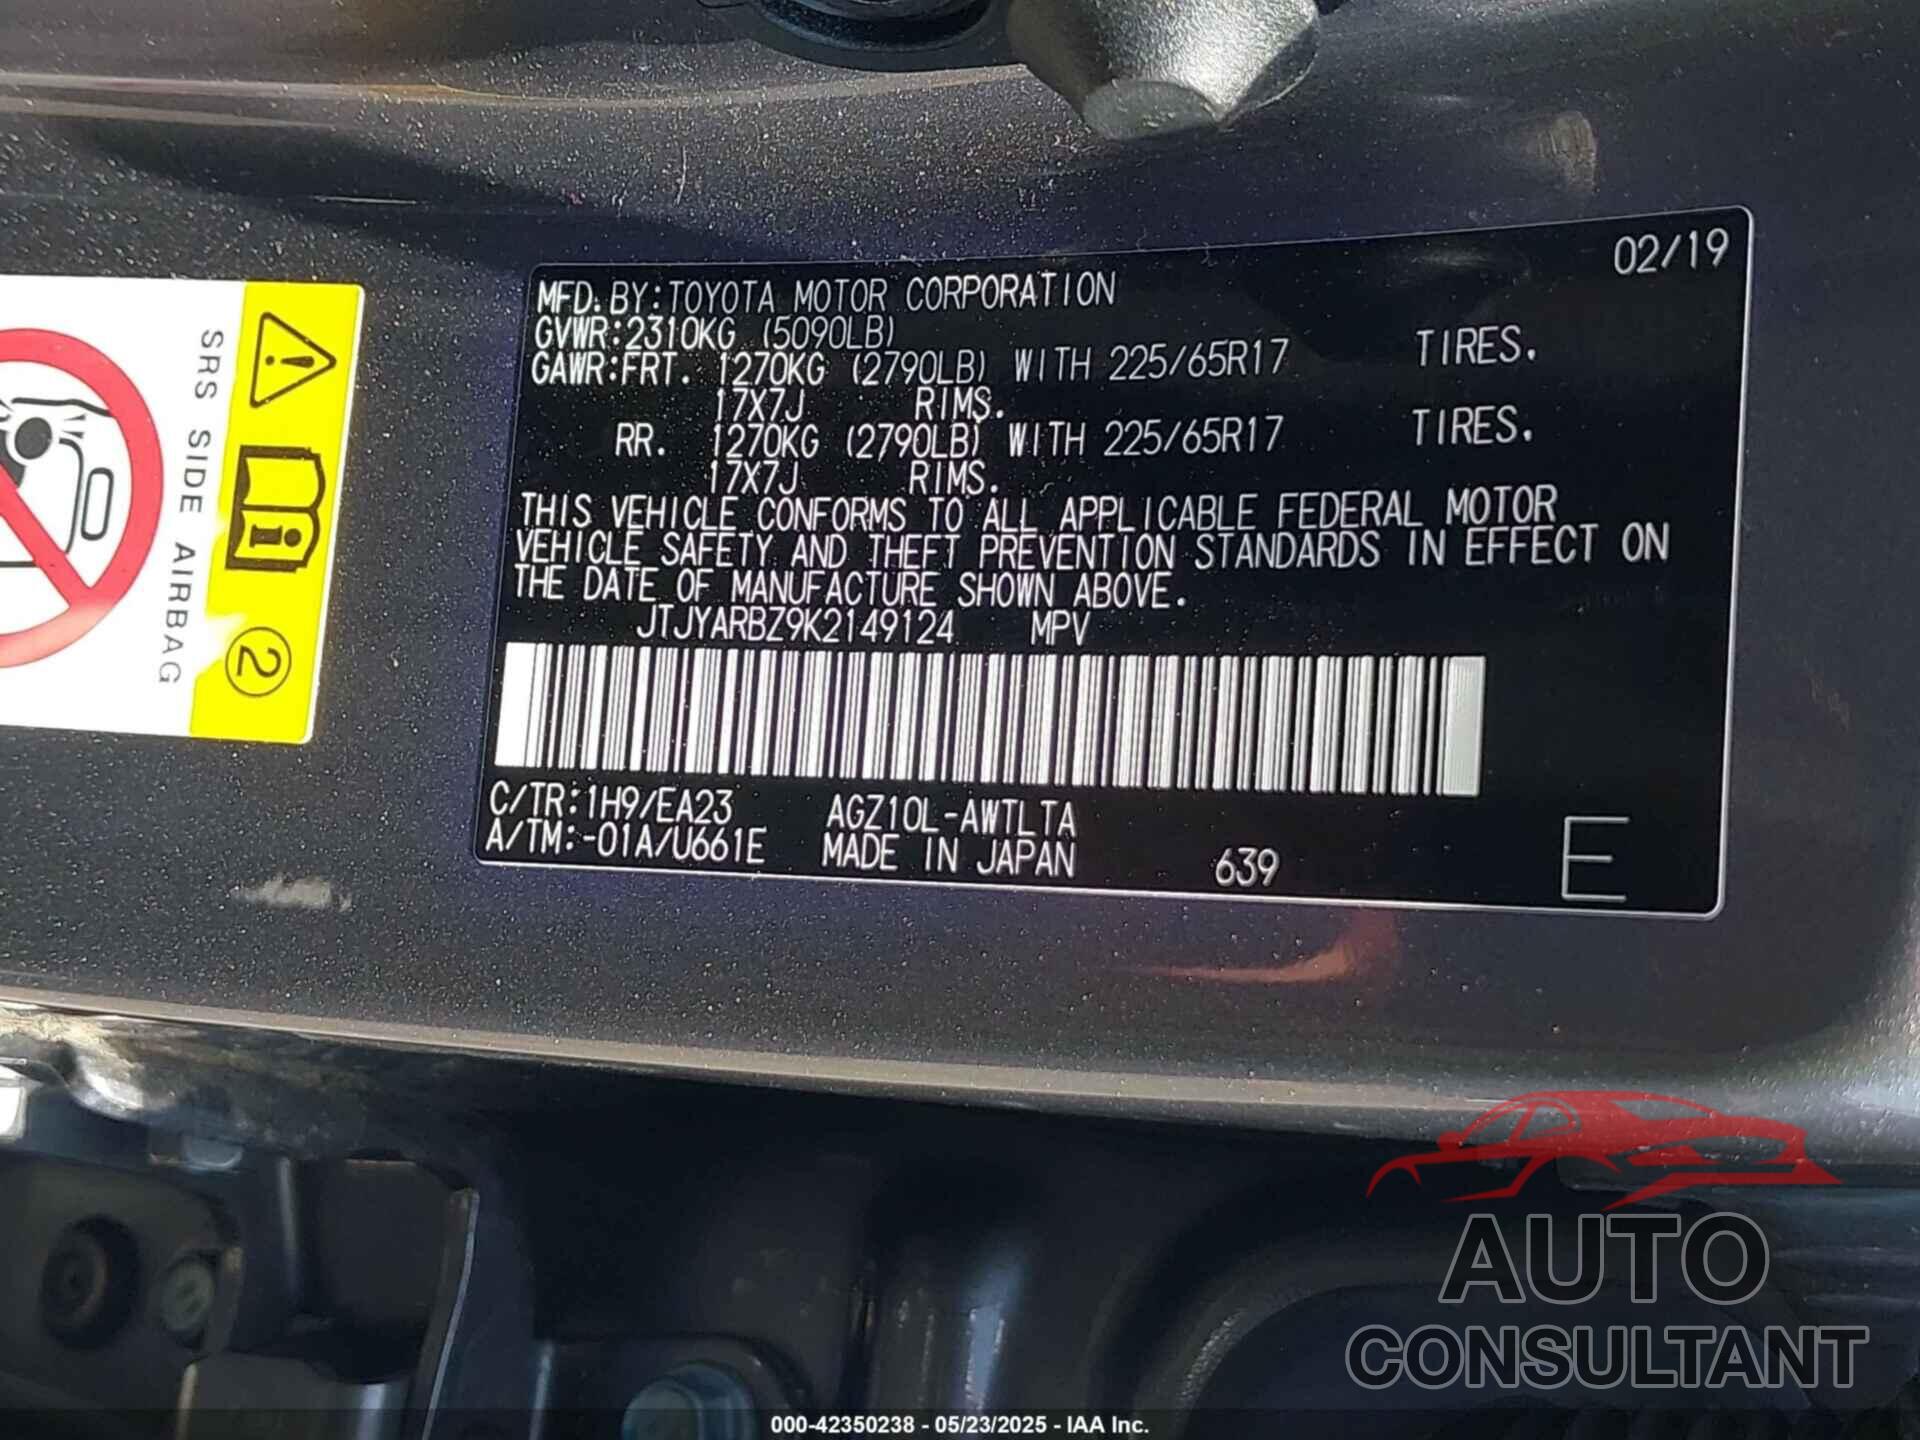 02/19
MFD. BY: TOYOTA MOTOR CORPORATION
GVWR: 2310KG (5090LB)
GAWR: FRT. 1270KG (2790LB) WITH 225/65R17 TIRES.
17X7J RIMS.
RR. 1270KG (2790LB) WITH 225/65R17 TIRES.
17X7J RIMS.
THIS VEHICLE CONFORMS TO ALL APPLICABLE FEDERAL MOTOR
VEHICLE SAFETY AND THEFT PREVENTION STANDARDS IN EFFECT ON
THE DATE OF MANUFACTURE SHOWN ABOVE.
JTJYARBZ9K2149124 MPV
C/TR: 1H9/EA23 AGZ10L-AWTLTA
A/TM: -01A/U661E MADE IN JAPAN 639 E
SRS SIDE AIRBAG
2
AUTO
CONSULTANT
000-42350238 - 05/23/2025 - IAA Inc.